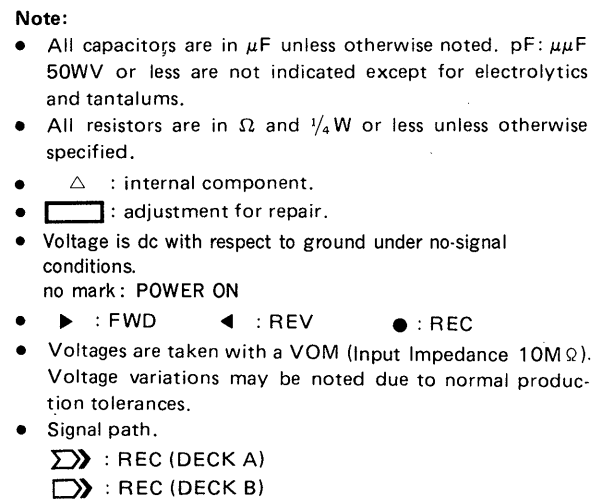 Note:
● All capacitors are in μF unless otherwise noted. pF: μμF
50WV or less are not indicated except for electrolytics
and tantalums.
● All resistors are in Ω and 1/4 W or less unless otherwise
specified.
● △ : internal component.
● : adjustment for repair.
● Voltage is dc with respect to ground under no-signal
conditions.
no mark : POWER ON
● ▶ : FWD ◀ : REV ● : REC
● Voltages are taken with a VOM (Input Impedance 10MΩ).
Voltage variations may be noted due to normal produc-
tion tolerances.
● Signal path.
: REC (DECK A)
: REC (DECK B)